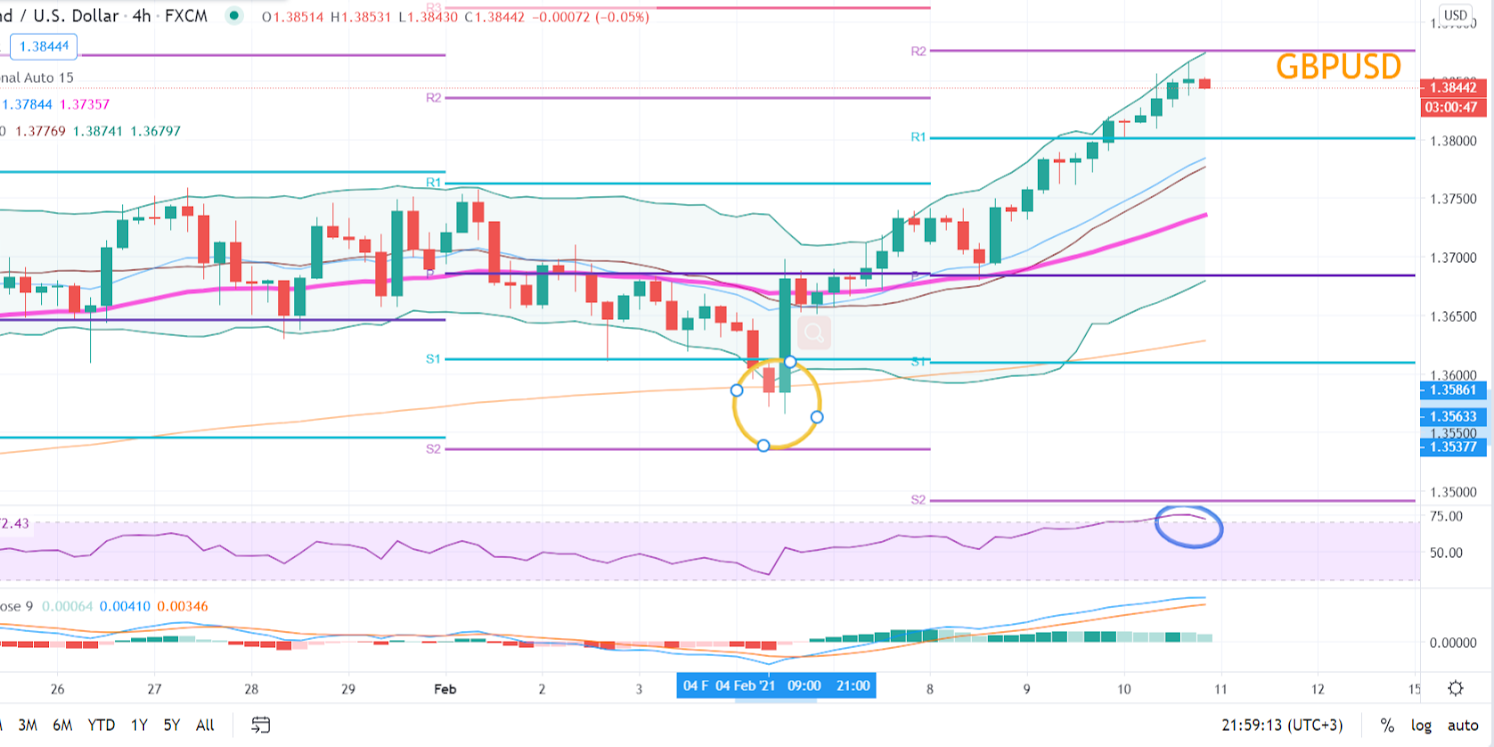 nd / U.S. Dollar · 4h · FXCM O1.38514 H1.38531 L1.38430 C1.38442 −0.00072 (−0.05%)
USD
R3
1.38444
R2
GBPUSD
nal Auto 15
1.38442
03:00:47
R2
1.37844 1.37357
0 1.37769 1.38741 1.36797
R1
1.38000
R1
1.37500
1.37000
P
1.36500
S1
S1
1.36000
1.35861
1.35633
1.35500
1.35377
S2
S2
1.35000
72.43
75.00
50.00
ose 9 0.00064 0.00410 0.00346
0.00000
26 27 28 29 Feb 2 3 04 F 04 Feb '21 09:00 21:00 8 9 10 11 12 15
3M 6M YTD 1Y 5Y All 21:59:13 (UTC+3) % log auto